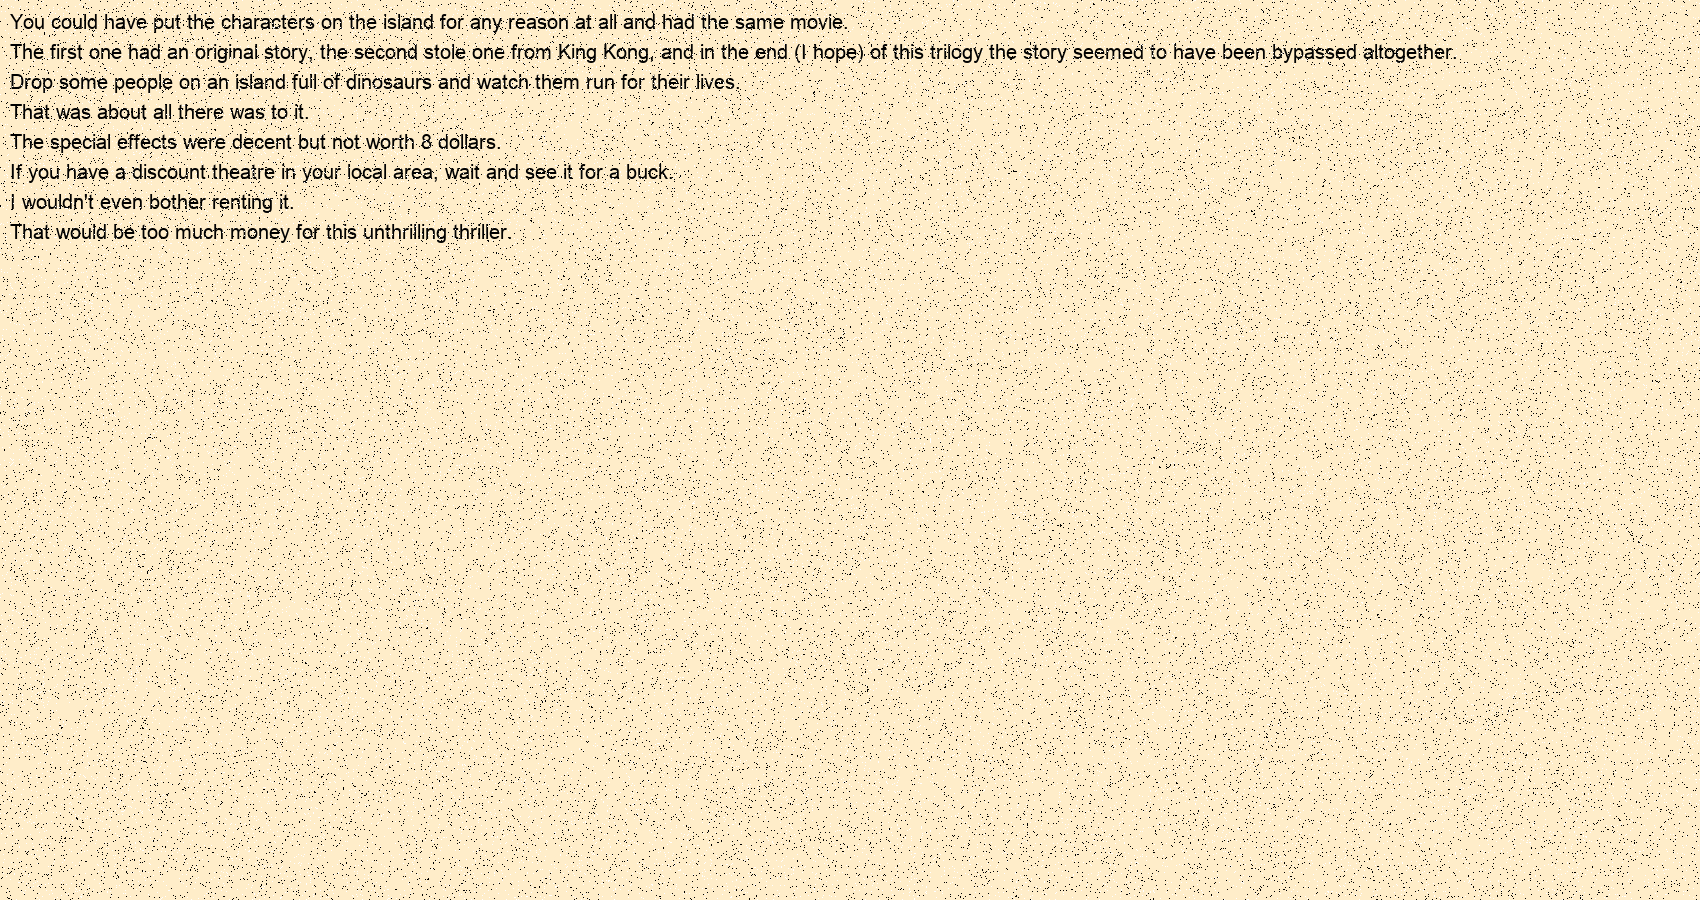 You could have put the characters on the island for any reason at all and had the same movie.
The first one had an original story, the second stole one from King Kong, and in the end (I hope) of this trilogy the story seemed to have been bypassed altogether.
Drop some people on an island full of dinosaurs and watch them run for their lives.
That was about all there was to it.
The special effects were decent but not worth 8 dollars.
If you have a discount theatre in your local area, wait and see it for a buck.
I wouldn't even bother renting it.
That would be too much money for this unthrilling thriller.